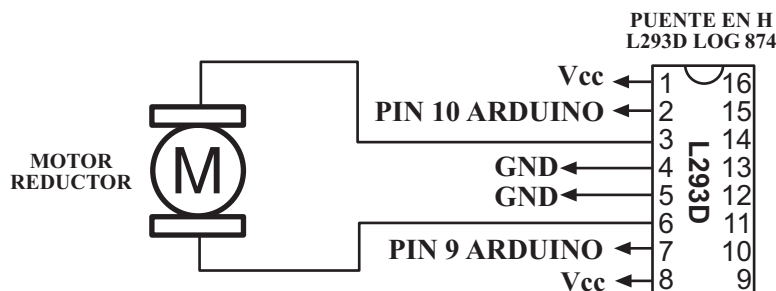 PUENTE EN H
L293D LOG 874
Vcc
PIN 10 ARDUINO
GND
GND
PIN 9 ARDUINO
Vcc
MOTOR
REDUCTOR
M
1 16
2 15
3 14
4 13
5 12
6 11
7 10
8 9
L293D